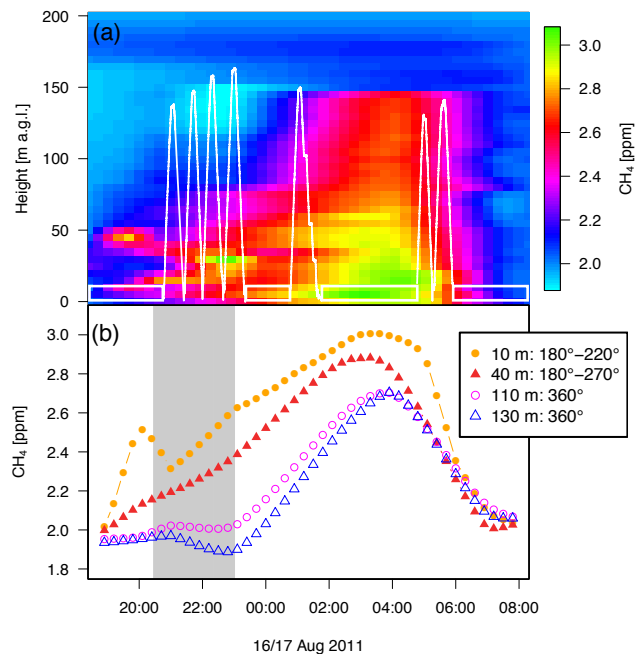 (a)
200
150
100
50
0
Height [m a.g.l.]
3.0
2.8
2.6
2.4
2.2
2.0
CH₄ [ppm]
(b)
3.0
2.8
2.6
2.4
2.2
2.0
1.8
CH₄ [ppm]
10 m: 180°−220°
40 m: 180°−270°
110 m: 360°
130 m: 360°
20:00 22:00 00:00 02:00 04:00 06:00 08:00
16/17 Aug 2011